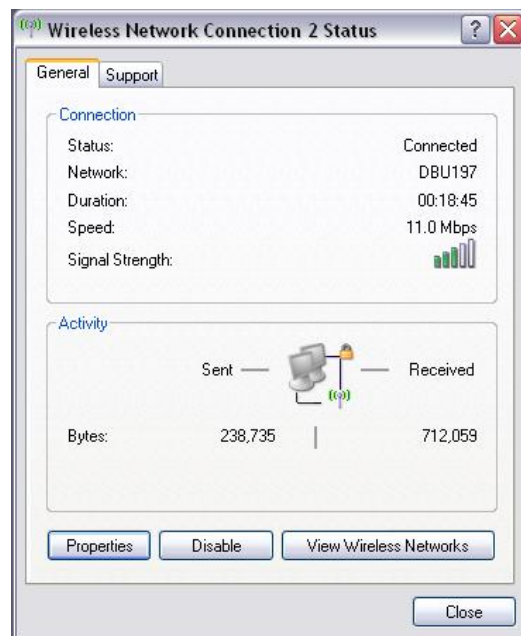 Wireless Network Connection 2 Status
General Support
Connection
Status: Connected
Network: DBU197
Duration: 00:18:45
Speed: 11.0 Mbps
Signal Strength:
Activity
Sent Received
Bytes: 238,735 712,059
Properties Disable View Wireless Networks
Close